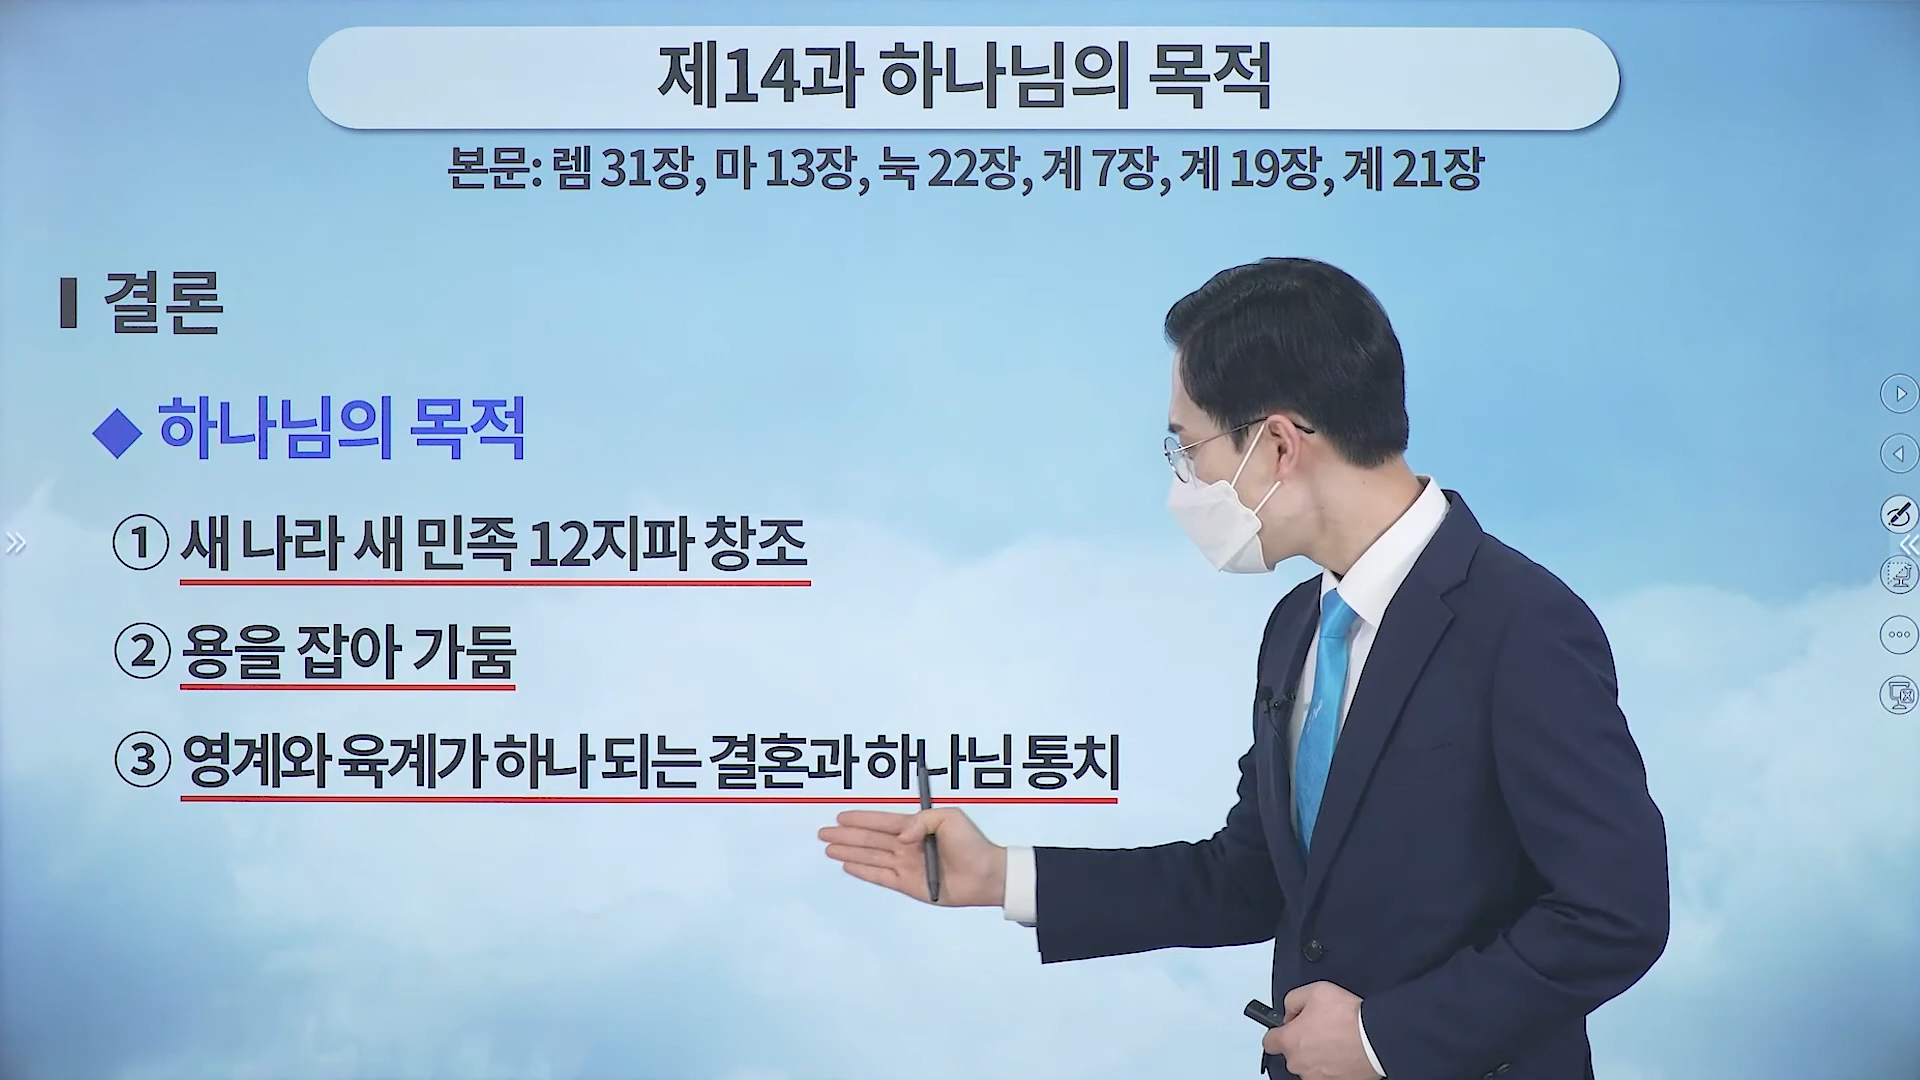 제14과 하나님의 목적
본문: 렘 31장, 마 13장, 눅 22장, 계 7장, 계 19장, 계 21장
결론
◆ 하나님의 목적
① 새 나라 새 민족 12지파 창조
② 용을 잡아 가둠
③ 영계와 육계가 하나 되는 결혼과 하나님 통치